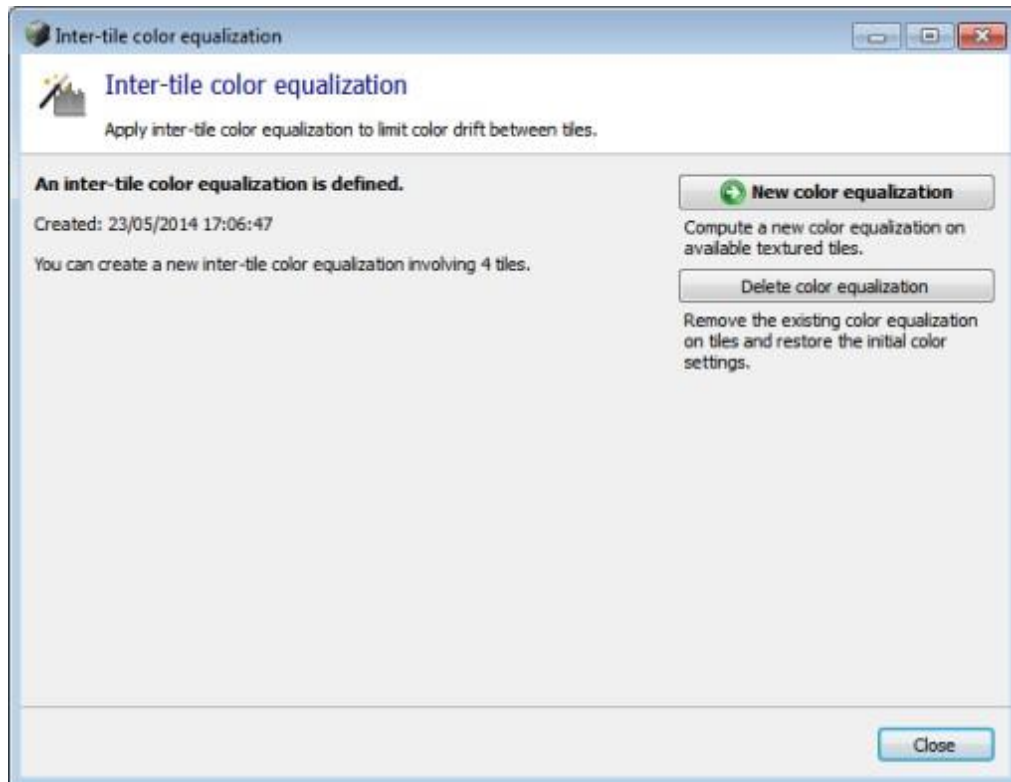 Inter-tile color equalization
Inter-tile color equalization
Apply inter-tile color equalization to limit color drift between tiles.
An inter-tile color equalization is defined.
Created: 23/05/2014 17:06:47
You can create a new inter-tile color equalization involving 4 tiles.
New color equalization
Compute a new color equalization on
available textured tiles.
Delete color equalization
Remove the existing color equalization
on tiles and restore the initial color
settings.
Close